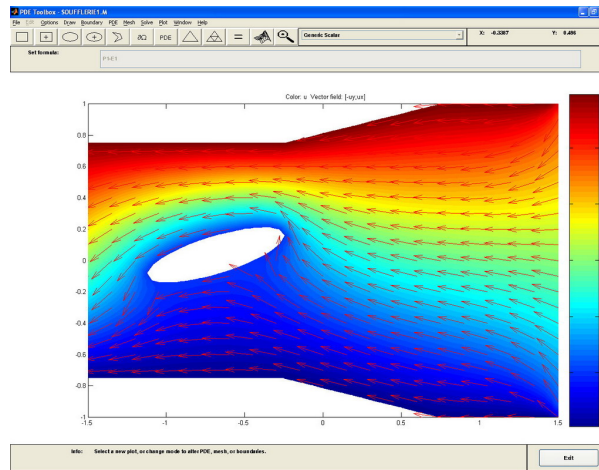 PDE Toolbox - SOUFFLERIE1.M
File Edit Options Draw Boundary PDE Mesh Solve Plot Window Help
∂Ω PDE = Generic Scalar X: -0.3387 Y: 0.496
Set formula: P1-E1
Color: u Vector field: [-uy;ux]
1
0.8
0.6
0.4
0.2
0
-0.2
-0.4
-0.6
-0.8
-1
-1.5 -1 -0.5 0 0.5 1 1.5
Info: Select a new plot, or change mode to alter PDE, mesh, or boundaries. Exit